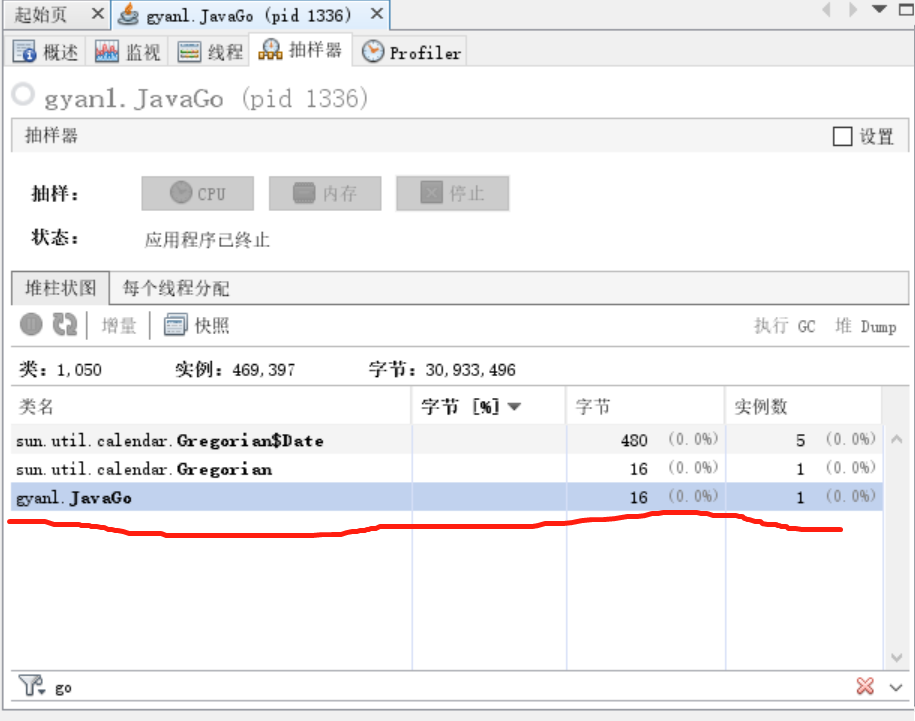 起始页 gyanl.JavaGo (pid 1336)
概述 监视 线程 抽样器 Profiler
gyanl.JavaGo (pid 1336)
抽样器 设置
抽样: CPU 内存 停止
状态: 应用程序已终止
堆柱状图 每个线程分配
增量 快照 执行 GC 堆 Dump
类: 1,050 实例: 469,397 字节: 30,933,496
类名 字节 [%] 字节 实例数
sun.util.calendar.Gregorian$Date 480 (0.0%) 5 (0.0%)
sun.util.calendar.Gregorian 16 (0.0%) 1 (0.0%)
gyanl.JavaGo 16 (0.0%) 1 (0.0%)
go